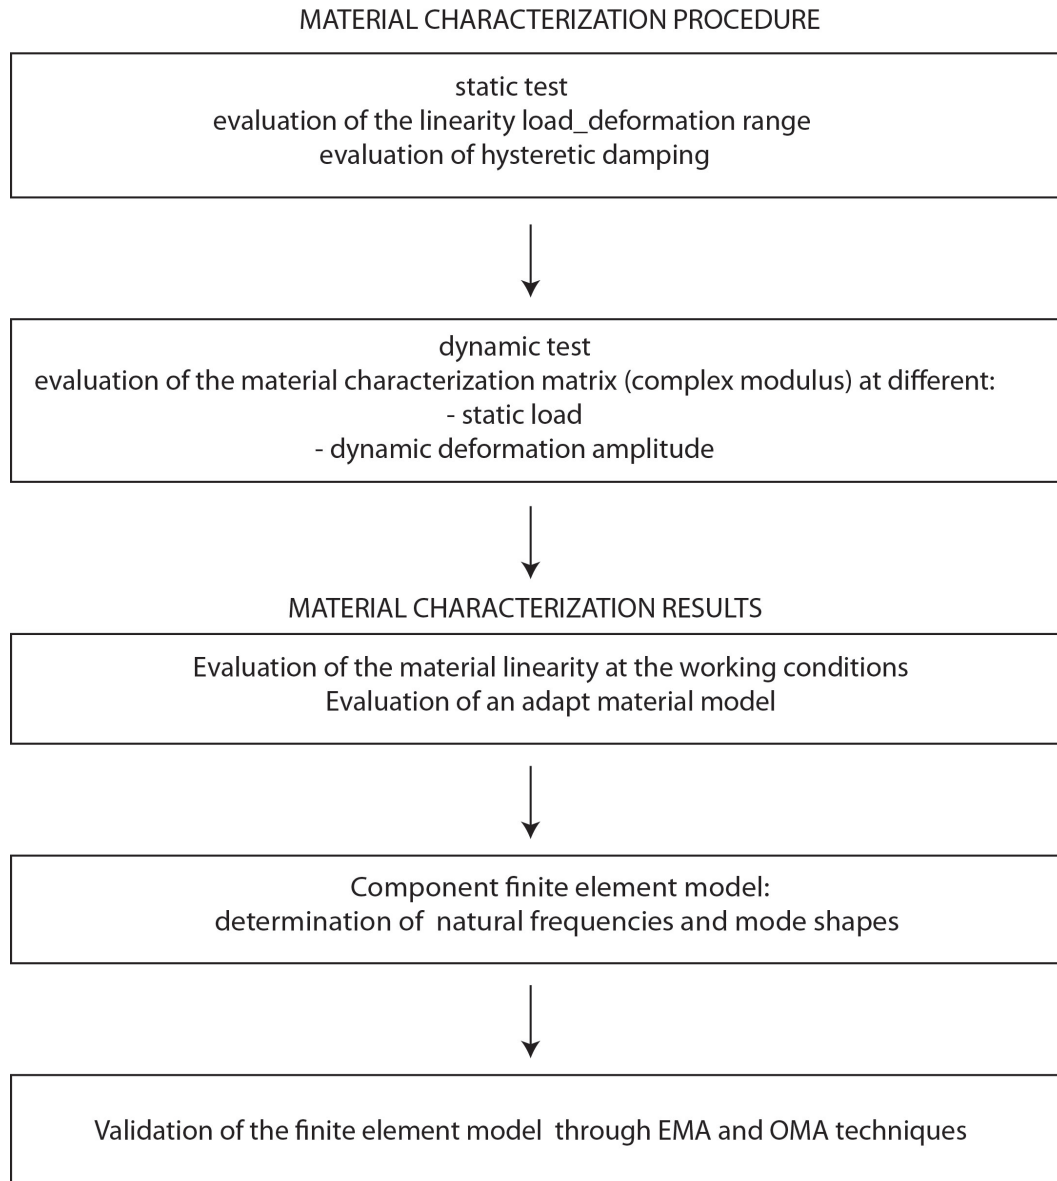 MATERIAL CHARACTERIZATION PROCEDURE
static test
evaluation of the linearity load_deformation range
evaluation of hysteretic damping
dynamic test
evaluation of the material characterization matrix (complex modulus) at different:
- static load
- dynamic deformation amplitude
MATERIAL CHARACTERIZATION RESULTS
Evaluation of the material linearity at the working conditions
Evaluation of an adapt material model
Component finite element model:
determination of  natural frequencies and mode shapes
Validation of the finite element model  through EMA and OMA techniques